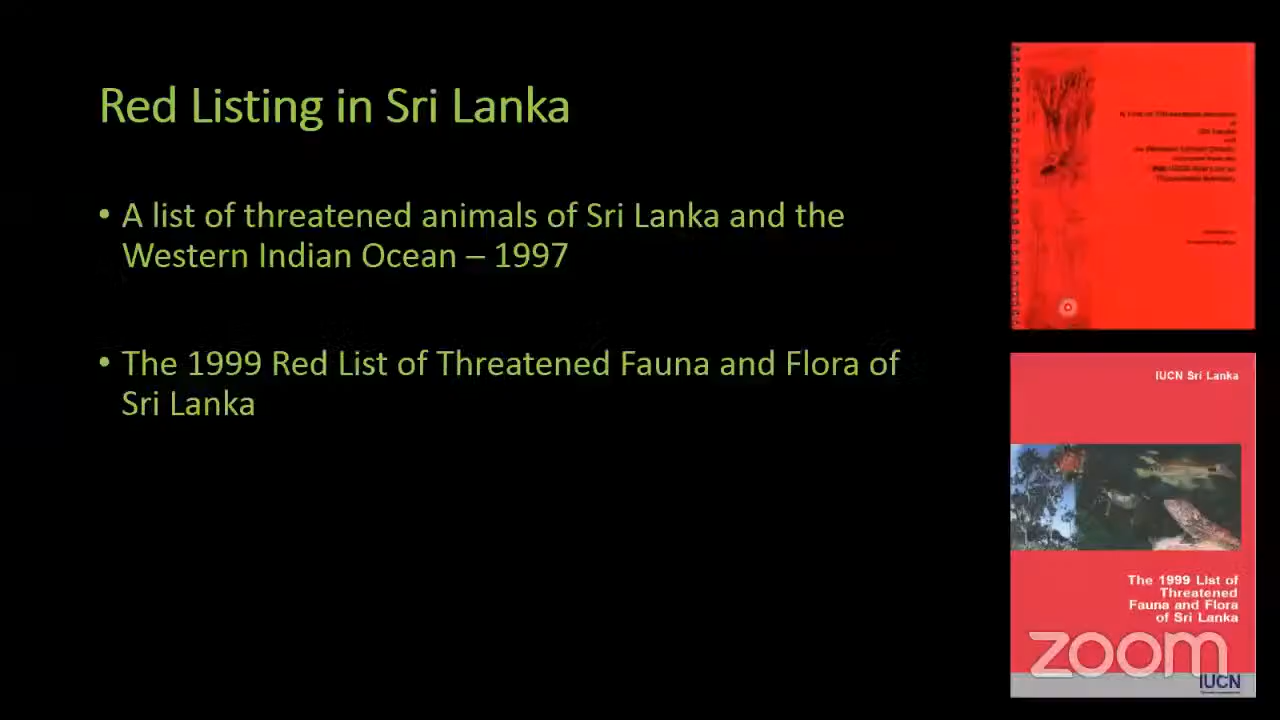 Red Listing in Sri Lanka
• A list of threatened animals of Sri Lanka and the
Western Indian Ocean – 1997
• The 1999 Red List of Threatened Fauna and Flora of
Sri Lanka
IUCN Sri Lanka
The 1999 List of
Threatened
Fauna and Flora
of Sri Lanka
zoom
IUCN